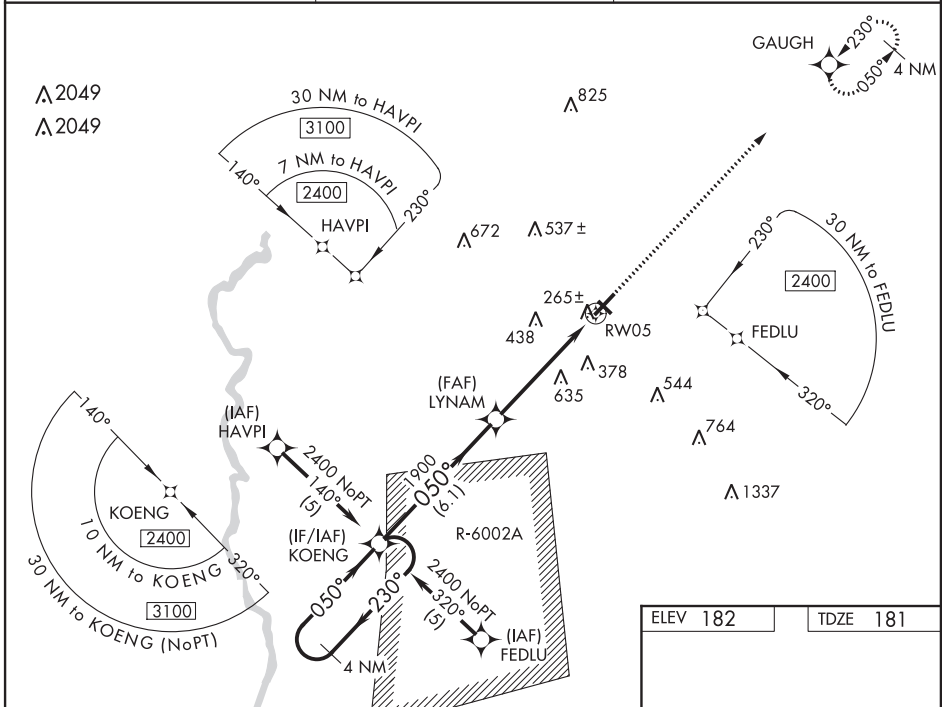 GAUGH
230°
050°
4 NM
2049
2049
825
30 NM to HAVPI
3100
7 NM to HAVPI
2400
140°
230°
HAVPI
672
537 ±
230°
30 NM to FEDLU
2400
FEDLU
320°
265±
RW05
438
378
635
544
764
1337
(FAF)
LYNAM
(IAF)
HAVPI
2400 NoPT
140°
(5)
1900
050°
(6.1)
R-6002A
140°
KOENG
2400
10 NM to KOENG
320°
3100
30 NM to KOENG (NoPT)
(IF/IAF)
KOENG
050°
230°
4 NM
2400 NoPT
320°
(5)
(IAF)
FEDLU
ELEV 182
TDZE 181